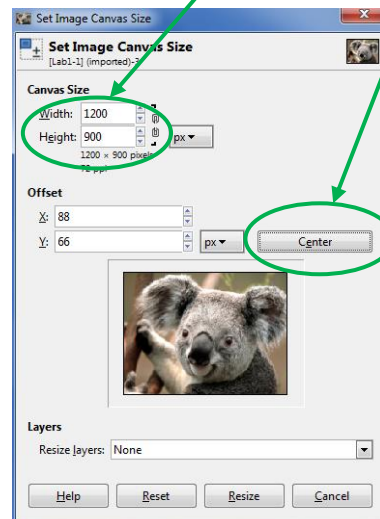 Set Image Canvas Size
Set Image Canvas Size
[Lab1-1] (imported)-3
Canvas Size
Width: 1200
Height: 900 px
1200 × 900 pixels
72 ppi
Offset
X: 88
Y: 66 px Center
Layers
Resize layers: None
Help Reset Resize Cancel